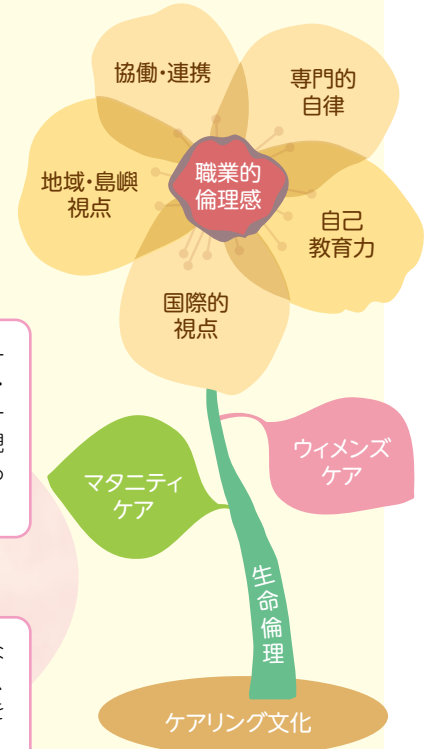 協働・連携
専門的
自律
地域・島嶼
視点
職業的
倫理感
自己
教育力
国際的
視点
ウィメンズ
ケア
マタニティ
ケア
生命倫理
ケアリング文化